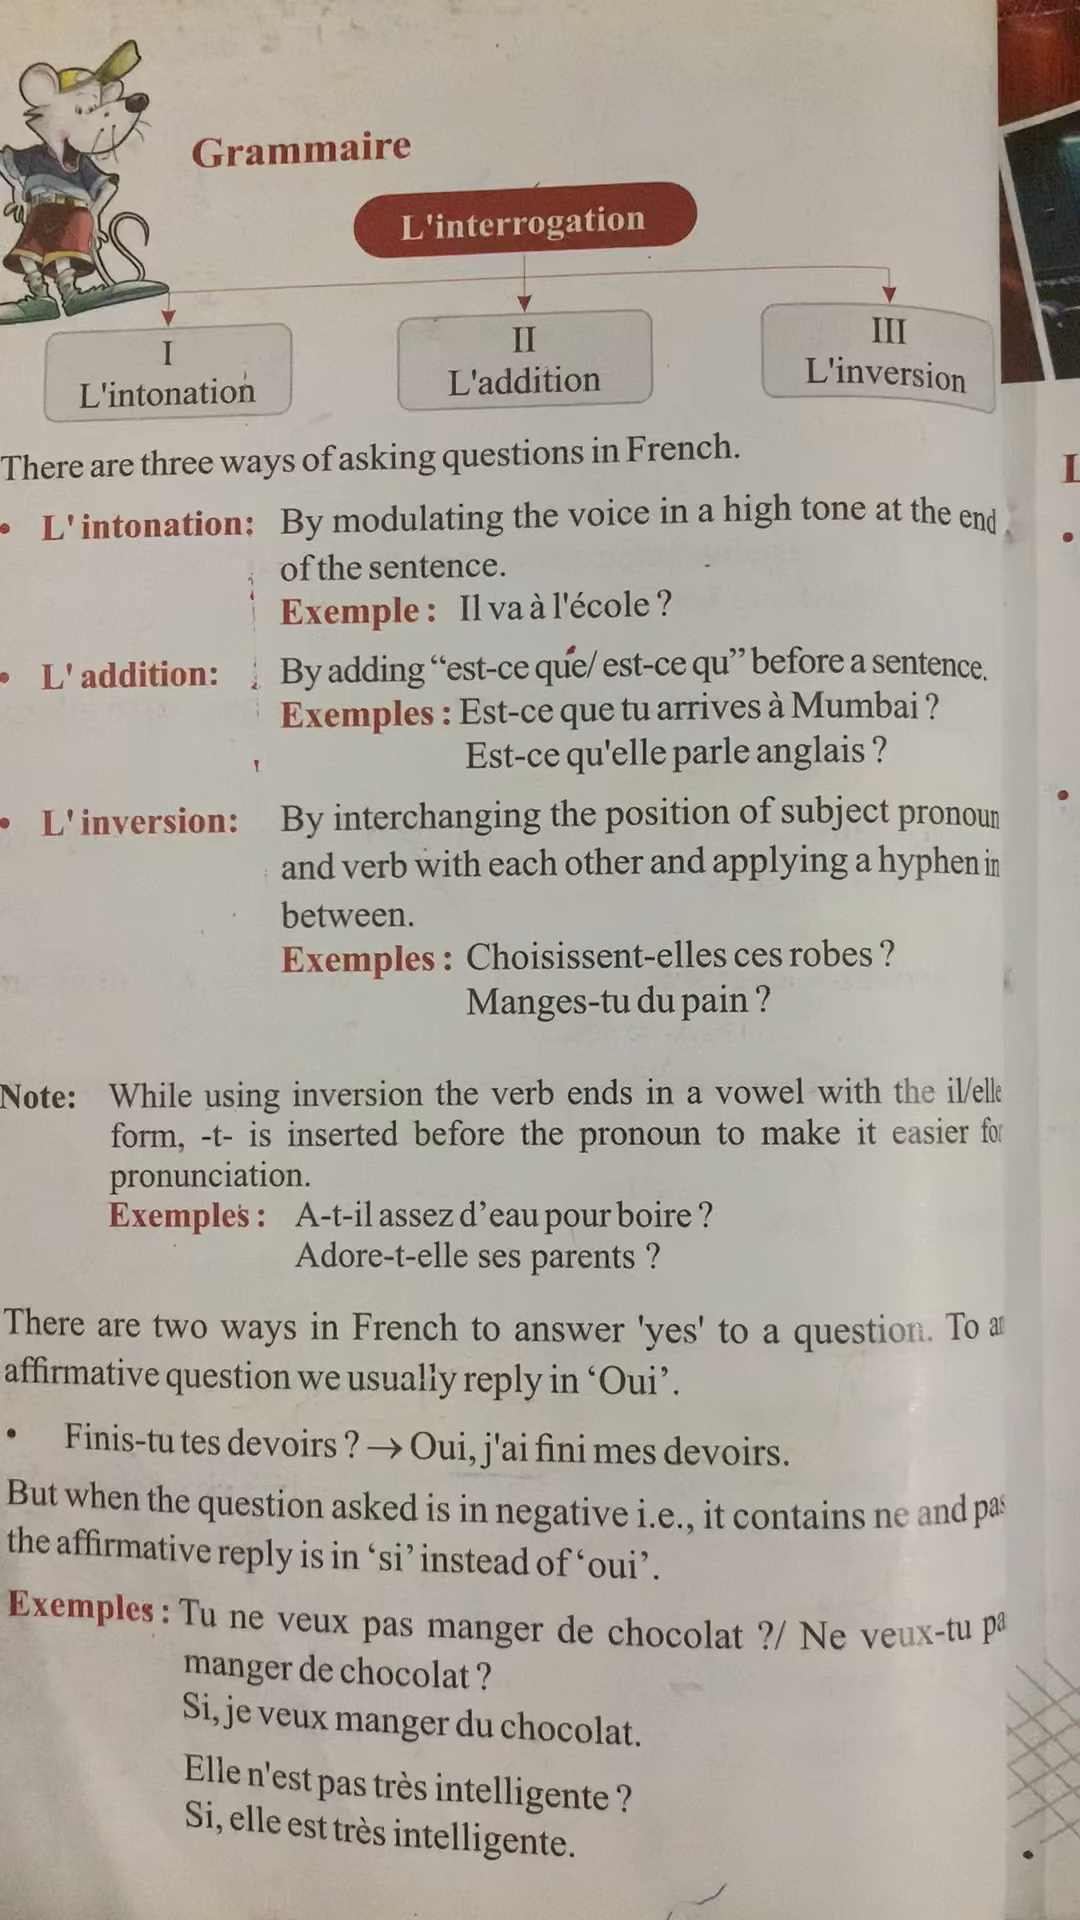 Grammaire
L'interrogation
I
L'intonation
II
L'addition
III
L'inversion
There are three ways of asking questions in French.
• L'intonation: By modulating the voice in a high tone at the end
of the sentence.
Exemple : Il va à l'école ?
• L'addition: By adding “est-ce que/ est-ce qu” before a sentence.
Exemples : Est-ce que tu arrives à Mumbai ?
Est-ce qu'elle parle anglais ?
• L'inversion: By interchanging the position of subject pronoun
and verb with each other and applying a hyphen in
between.
Exemples : Choisissent-elles ces robes ?
Manges-tu du pain ?
Note: While using inversion the verb ends in a vowel with the il/elle
form, -t- is inserted before the pronoun to make it easier for
pronunciation.
Exemples : A-t-il assez d’eau pour boire ?
Adore-t-elle ses parents ?
There are two ways in French to answer 'yes' to a question. To
affirmative question we usually reply in ‘Oui’.
• Finis-tu tes devoirs ? → Oui, j'ai fini mes devoirs.
But when the question asked is in negative i.e., it contains ne and pas
the affirmative reply is in ‘si’ instead of ‘oui’.
Exemples : Tu ne veux pas manger de chocolat ?/ Ne veux-tu pa
manger de chocolat ?
Si, je veux manger du chocolat.
Elle n'est pas très intelligente ?
Si, elle est très intelligente.